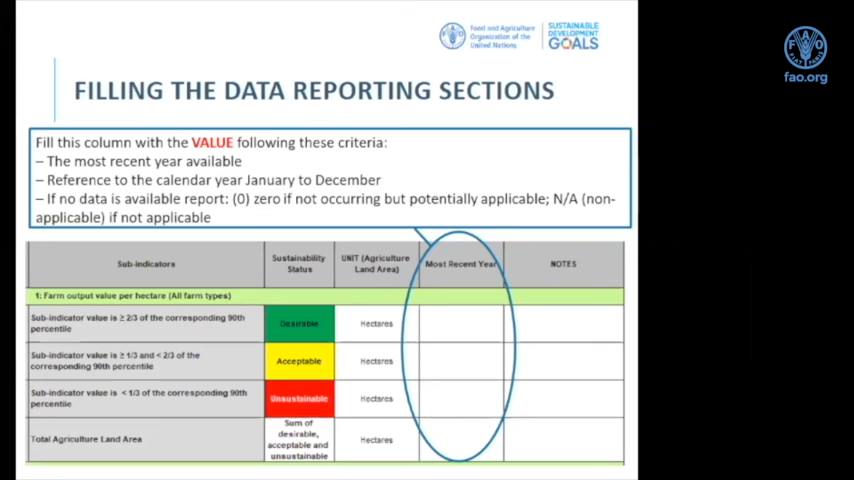 Food and Agriculture
Organization of the
United Nations
SUSTAINABLE
DEVELOPMENT
GOALS
FAO
FIAT PANIS
fao.org
FILLING THE DATA REPORTING SECTIONS
Fill this column with the VALUE following these criteria:
– The most recent year available
– Reference to the calendar year January to December
– If no data is available report: (0) zero if not occurring but potentially applicable; N/A (non-
applicable) if not applicable
Sub-indicators
Sustainability
Status
UNIT (Agriculture
Land Area)
Most Recent Year
NOTES
1: Farm output value per hectare (All farm types)
Sub-indicator value is ≥ 2/3 of the corresponding 90th
percentile
Desirable
Hectares
Sub-indicator value is ≥ 1/3 and < 2/3 of the
corresponding 90th percentile
Acceptable
Hectares
Sub-indicator value is < 1/3 of the corresponding 90th
percentile
Unsustainable
Hectares
Total Agriculture Land Area
Sum of
desirable,
acceptable and
unsustainable
Hectares